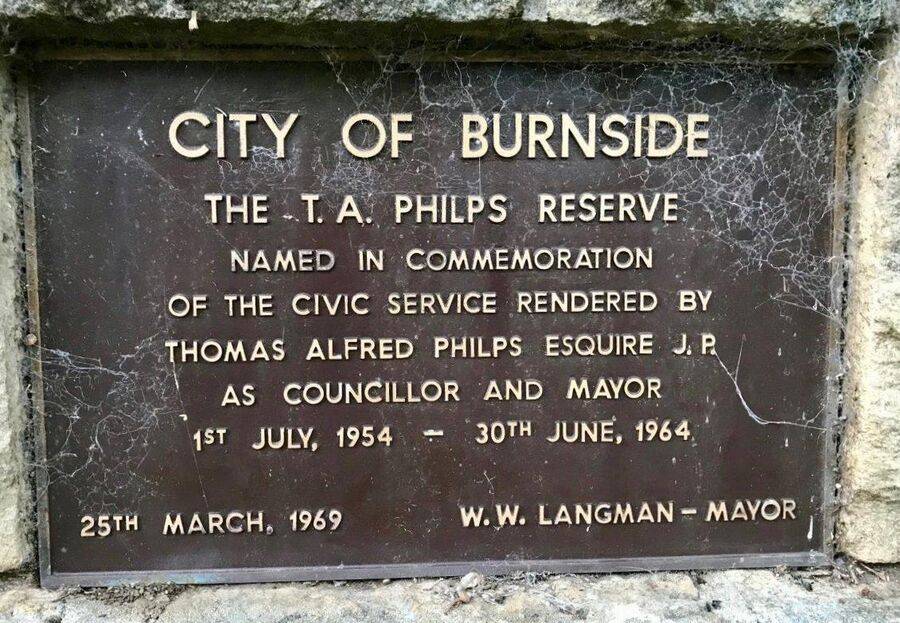 CITY OF BURNSIDE
THE T. A. PHILPS RESERVE
NAMED IN COMMEMORATION
OF THE CIVIC SERVICE RENDERED BY
THOMAS ALFRED PHILPS ESQUIRE J. P.
AS COUNCILLOR AND MAYOR
1ST JULY, 1954 – 30TH JUNE, 1964
25TH MARCH, 1969 W. W. LANGMAN – MAYOR